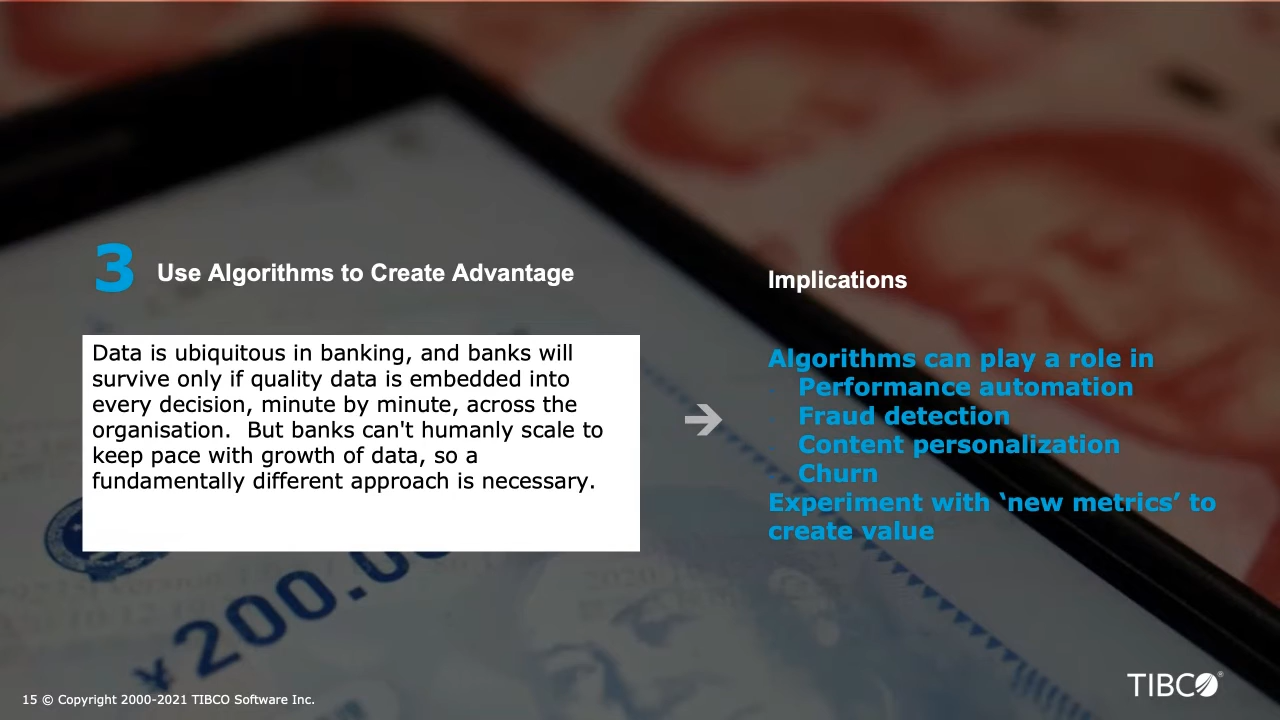 3 Use Algorithms to Create Advantage
Data is ubiquitous in banking, and banks will
survive only if quality data is embedded into
every decision, minute by minute, across the
organisation.  But banks can't humanly scale to
keep pace with growth of data, so a
fundamentally different approach is necessary.
Implications
Algorithms can play a role in
Performance automation
Fraud detection
Content personalization
Churn
Experiment with ‘new metrics’ to
create value
¥200.00
15 © Copyright 2000-2021 TIBCO Software Inc.
TIBCO®